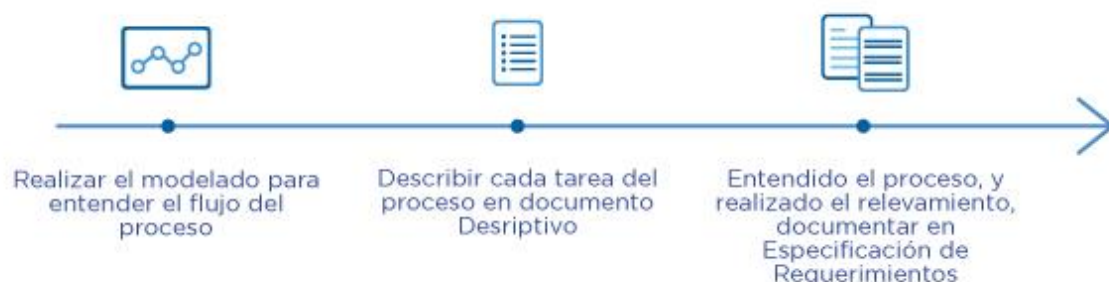 Realizar el modelado para
entender el flujo del
proceso
Describir cada tarea del
proceso en documento
Desriptivo
Entendido el proceso, y
realizado el relevamiento,
documentar en
Especificación de
Requerimientos